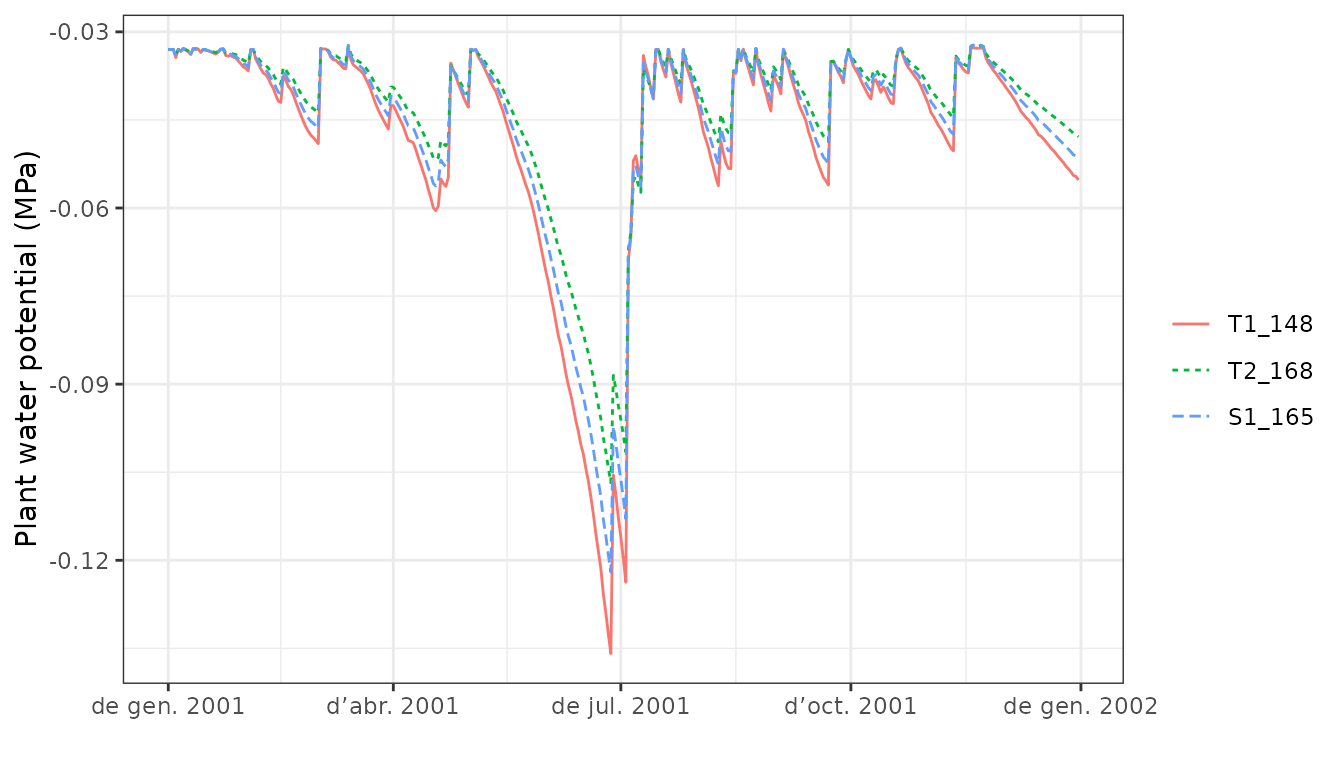 Plant water potential (MPa)
-0.03
-0.06
-0.09
-0.12
de gen. 2001
d’abr. 2001
de jul. 2001
d’oct. 2001
de gen. 2002
T1_148
T2_168
S1_165